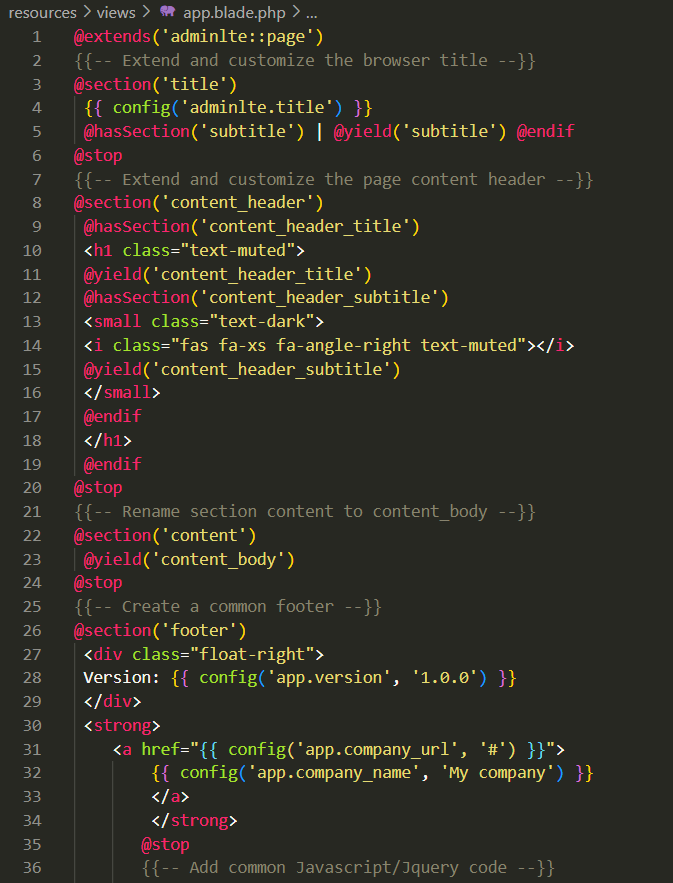 resources > views > app.blade.php > ...
1 @extends('adminlte::page')
2 {{-- Extend and customize the browser title --}}
3 @section('title')
4 {{ config('adminlte.title') }}
5 @hasSection('subtitle') | @yield('subtitle') @endif
6 @stop
7 {{-- Extend and customize the page content header --}}
8 @section('content_header')
9 @hasSection('content_header_title')
10 <h1 class="text-muted">
11 @yield('content_header_title')
12 @hasSection('content_header_subtitle')
13 <small class="text-dark">
14 <i class="fas fa-xs fa-angle-right text-muted"></i>
15 @yield('content_header_subtitle')
16 </small>
17 @endif
18 </h1>
19 @endif
20 @stop
21 {{-- Rename section content to content_body --}}
22 @section('content')
23 @yield('content_body')
24 @stop
25 {{-- Create a common footer --}}
26 @section('footer')
27 <div class="float-right">
28 Version: {{ config('app.version', '1.0.0') }}
29 </div>
30 <strong>
31 <a href="{{ config('app.company_url', '#') }}">
32 {{ config('app.company_name', 'My company') }}
33 </a>
34 </strong>
35 @stop
36 {{-- Add common Javascript/Jquery code --}}